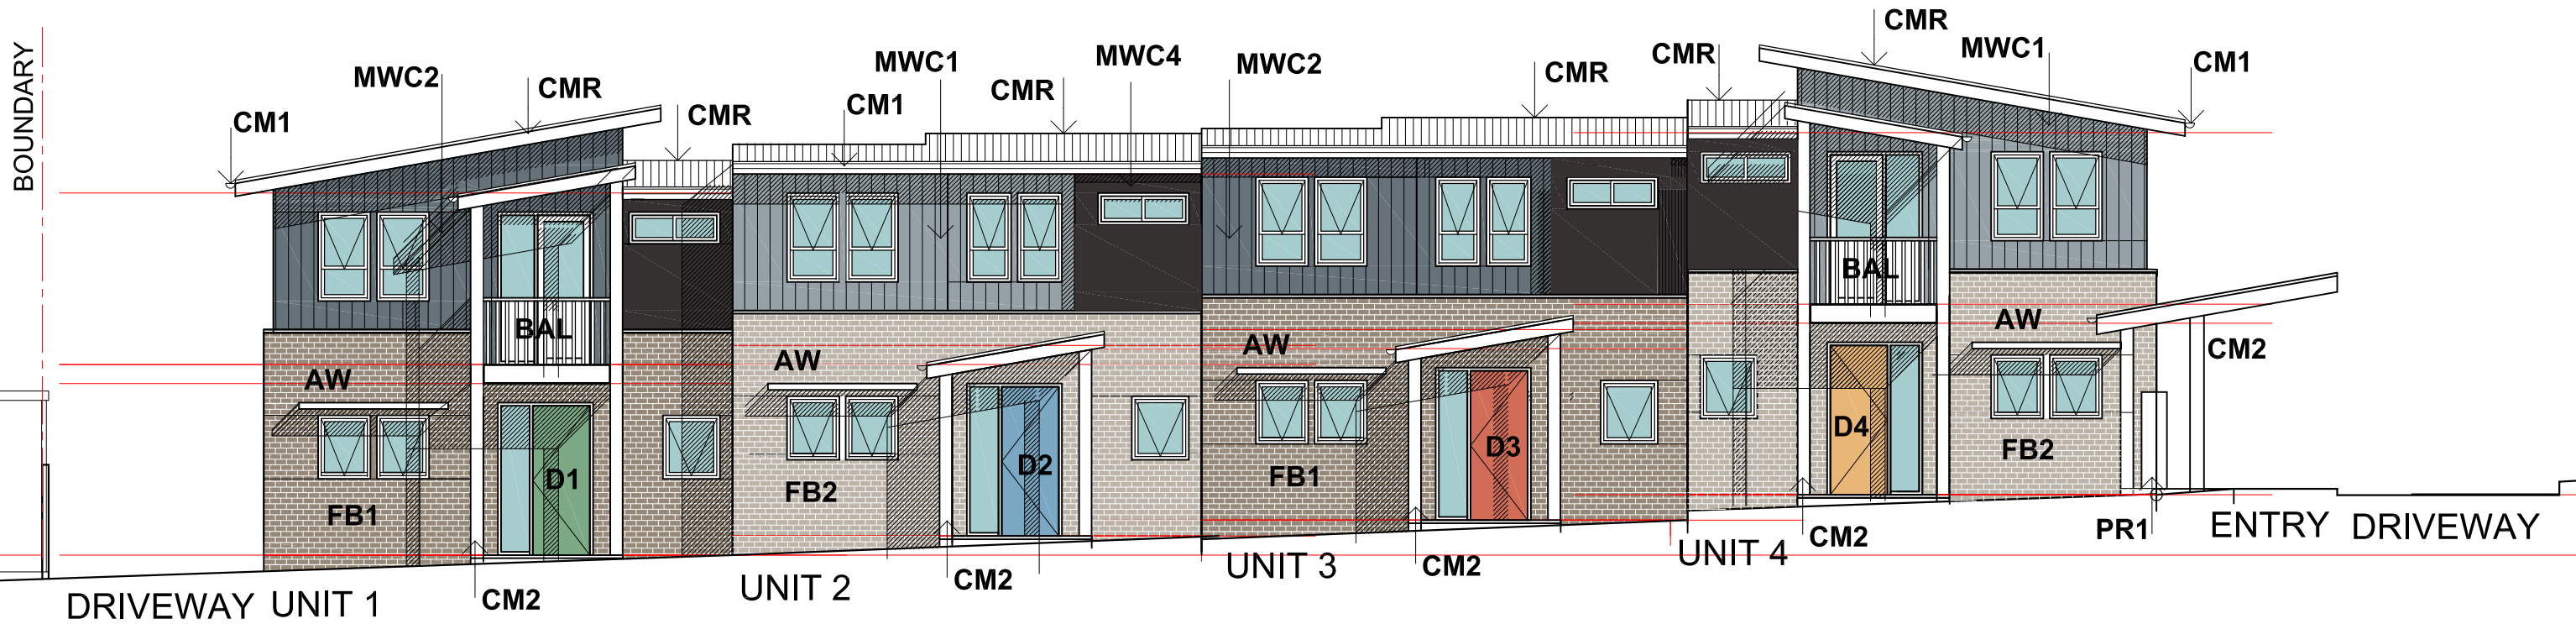 BOUNDARY
CM1
MWC2
CMR
CMR
CM1
MWC1
CMR
MWC4
MWC2
CMR
CMR
CMR
MWC1
CM1
BAL
BAL
AW
AW
AW
AW
CM2
D1
D2
D3
D4
FB1
FB2
FB1
FB2
CM2
CM2
CM2
CM2
PR1
ENTRY
DRIVEWAY
DRIVEWAY
UNIT 1
UNIT 2
UNIT 3
UNIT 4